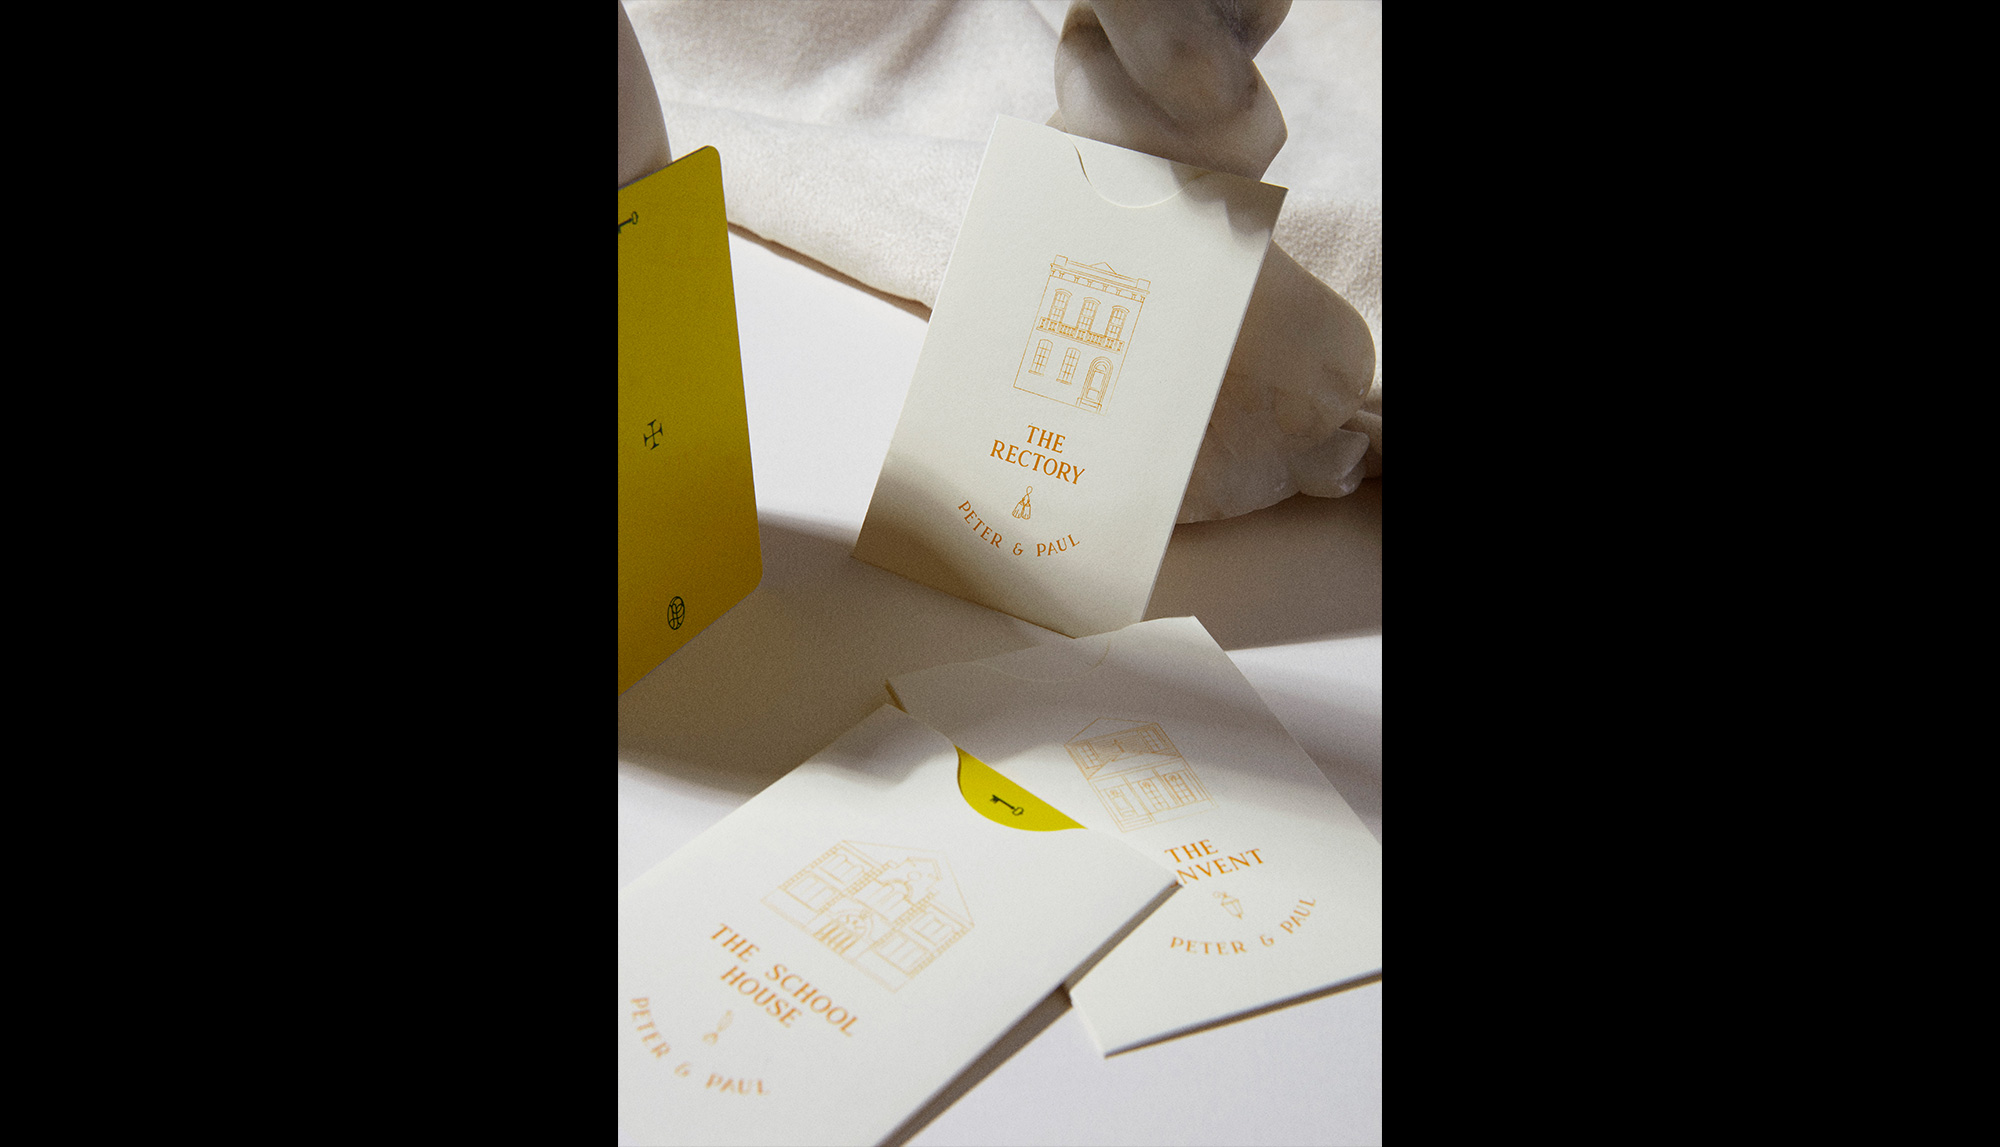 THE
RECTORY
PETER & PAUL
THE
NVENT
PETER & PAUL
THE SCHOOL
HOUSE
PETER & PAUL